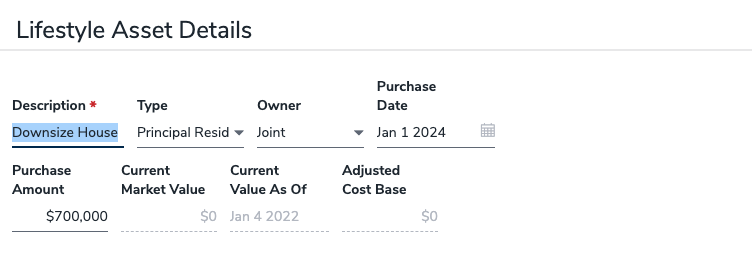 Lifestyle Asset Details
Purchase
Description * Type Owner Date
Downsize House Principal Resid Joint Jan 1 2024
Purchase Current Current Adjusted
Amount Market Value Value As Of Cost Base
$700,000 $0 Jan 4 2022 $0